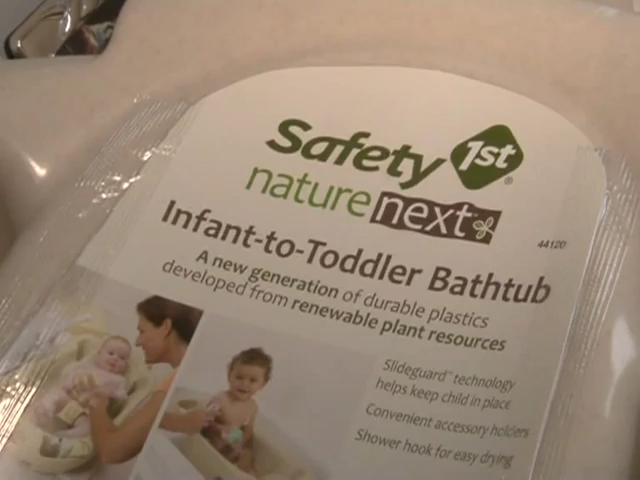 Safety 1st®
nature next
44120
Infant-to-Toddler Bathtub
A new generation of durable plastics
developed from renewable plant resources
Slideguard™ technology
helps keep child in place
Convenient accessory holders
Shower hook for easy drying